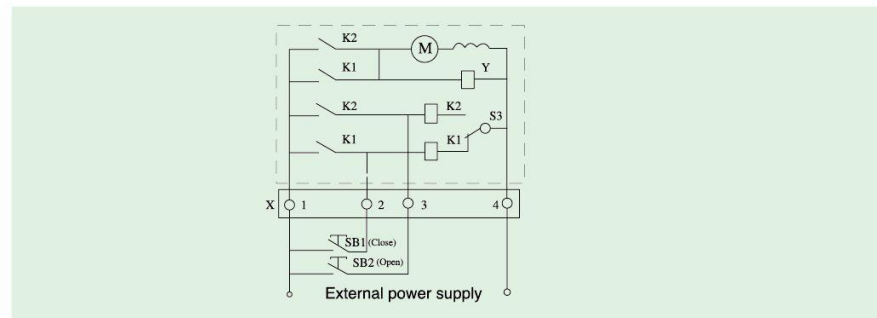 K2
M
K1
Y
K2
K2
S3
K1
K1
X 1 2 3 4
SB1 (Close)
SB2 (Open)
External power supply